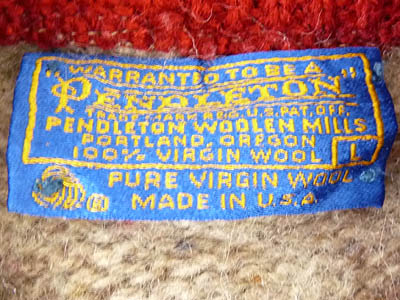 "WARRANTED TO BE A
PENDLETON"
TRADE MARK REG. U.S. PAT. OFF.
PENDLETON WOOLEN MILLS
PORTLAND, OREGON
100% VIRGIN WOOL L
PURE VIRGIN WOOL
® MADE IN U.S.A.